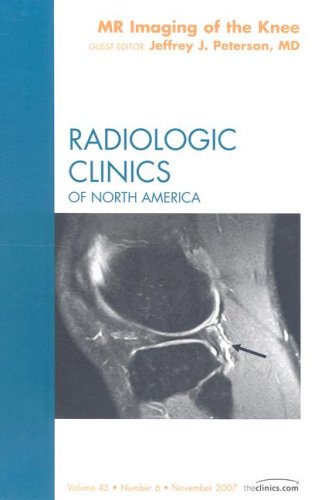 MR Imaging of the Knee
GUEST EDITOR Jeffrey J. Peterson, MD
RADIOLOGIC
CLINICS
OF NORTH AMERICA
Volume 45 • Number 6 • November 2007
theclinics.com